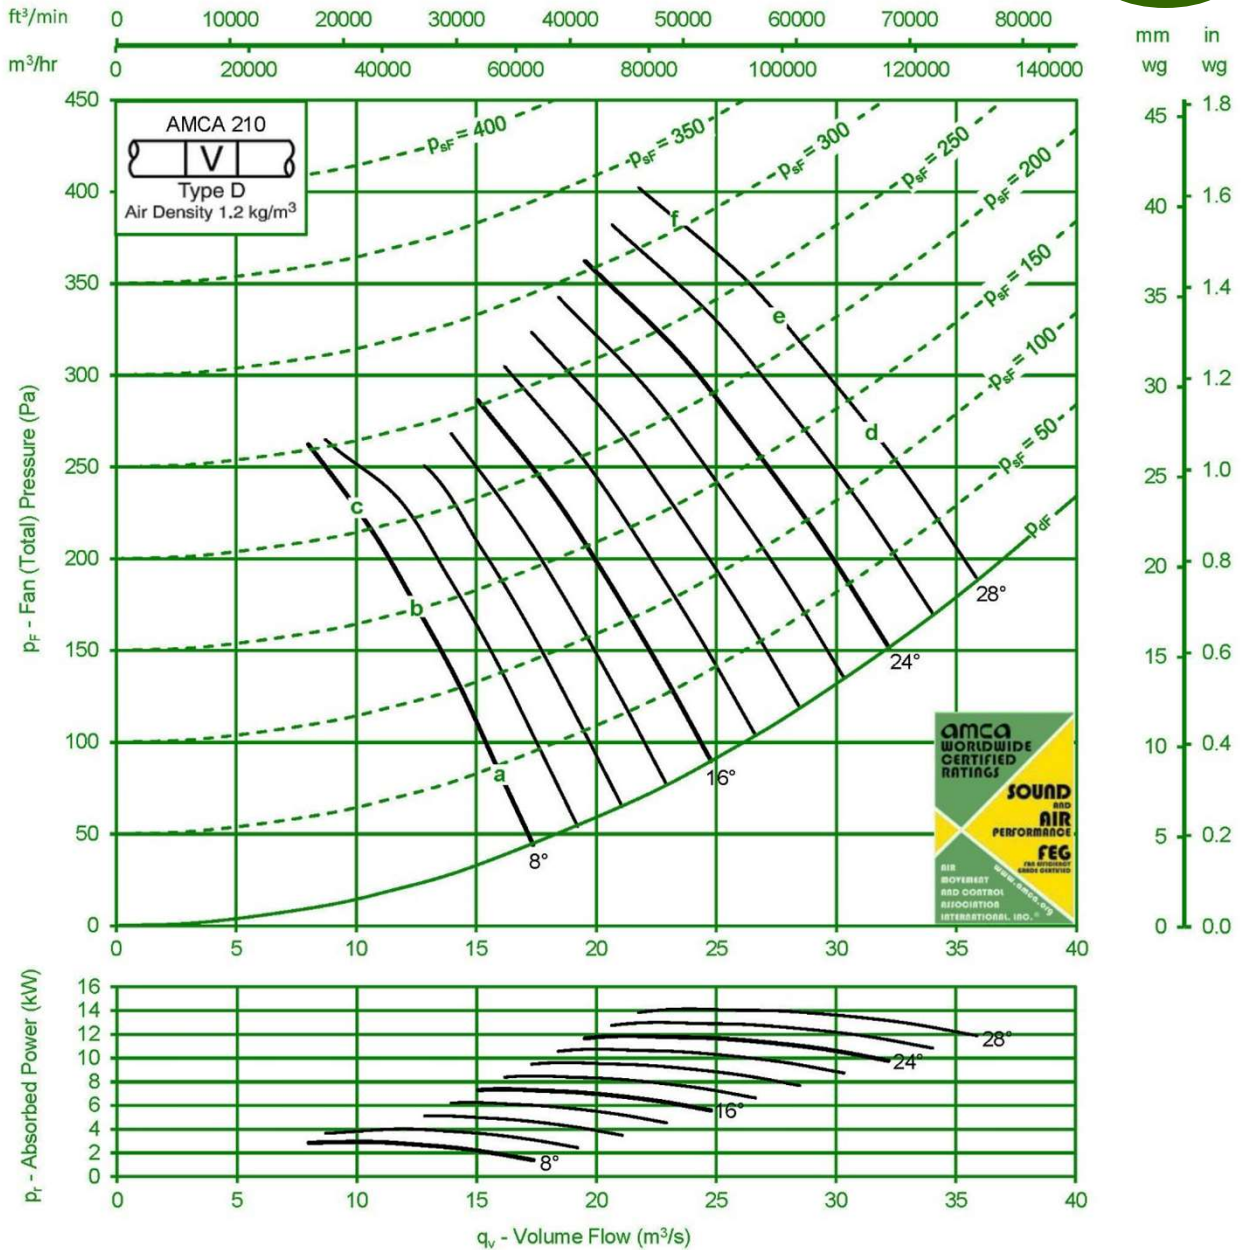 ft³/min 0 10000 20000 30000 40000 50000 60000 70000 80000
m³/hr 0 20000 40000 60000 80000 100000 120000 140000
mm wg
in wg
AMCA 210
V
Type D
Air Density 1.2 kg/m³
pF - Fan (Total) Pressure (Pa)
450
400
350
300
250
200
150
100
50
0
psF = 400
psF = 350
psF = 300
psF = 250
psF = 200
psF = 150
psF = 100
psF = 50
pdF
f
e
d
c
b
a
28°
24°
16°
8°
45
40
35
30
25
20
15
10
5
0
1.8
1.6
1.4
1.2
1.0
0.8
0.6
0.4
0.2
0.0
amca
WORLDWIDE
CERTIFIED
RATINGS
SOUND
AND
AIR
PERFORMANCE
FEG
FAN EFFICIENCY
GRADE CERTIFIED
www.amca.org
AIR
MOVEMENT
AND CONTROL
ASSOCIATION
INTERNATIONAL, INC.®
0 5 10 15 20 25 30 35 40
pr - Absorbed Power (kW)
16
14
12
10
8
6
4
2
0
28°
24°
16°
8°
0 5 10 15 20 25 30 35 40
qv - Volume Flow (m³/s)